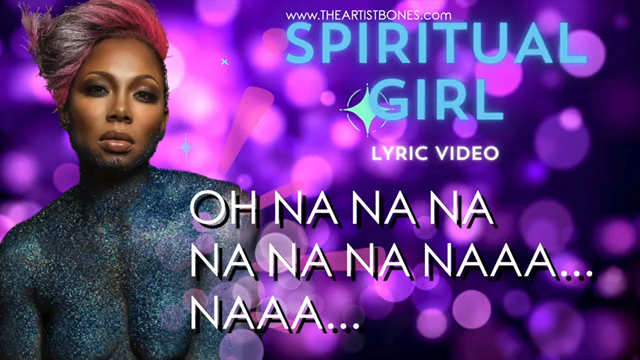 www.THEARTISTBONES.com
SPIRITUAL
GIRL
LYRIC VIDEO
OH NA NA NA
NA NA NA NAAA...
NAAA...